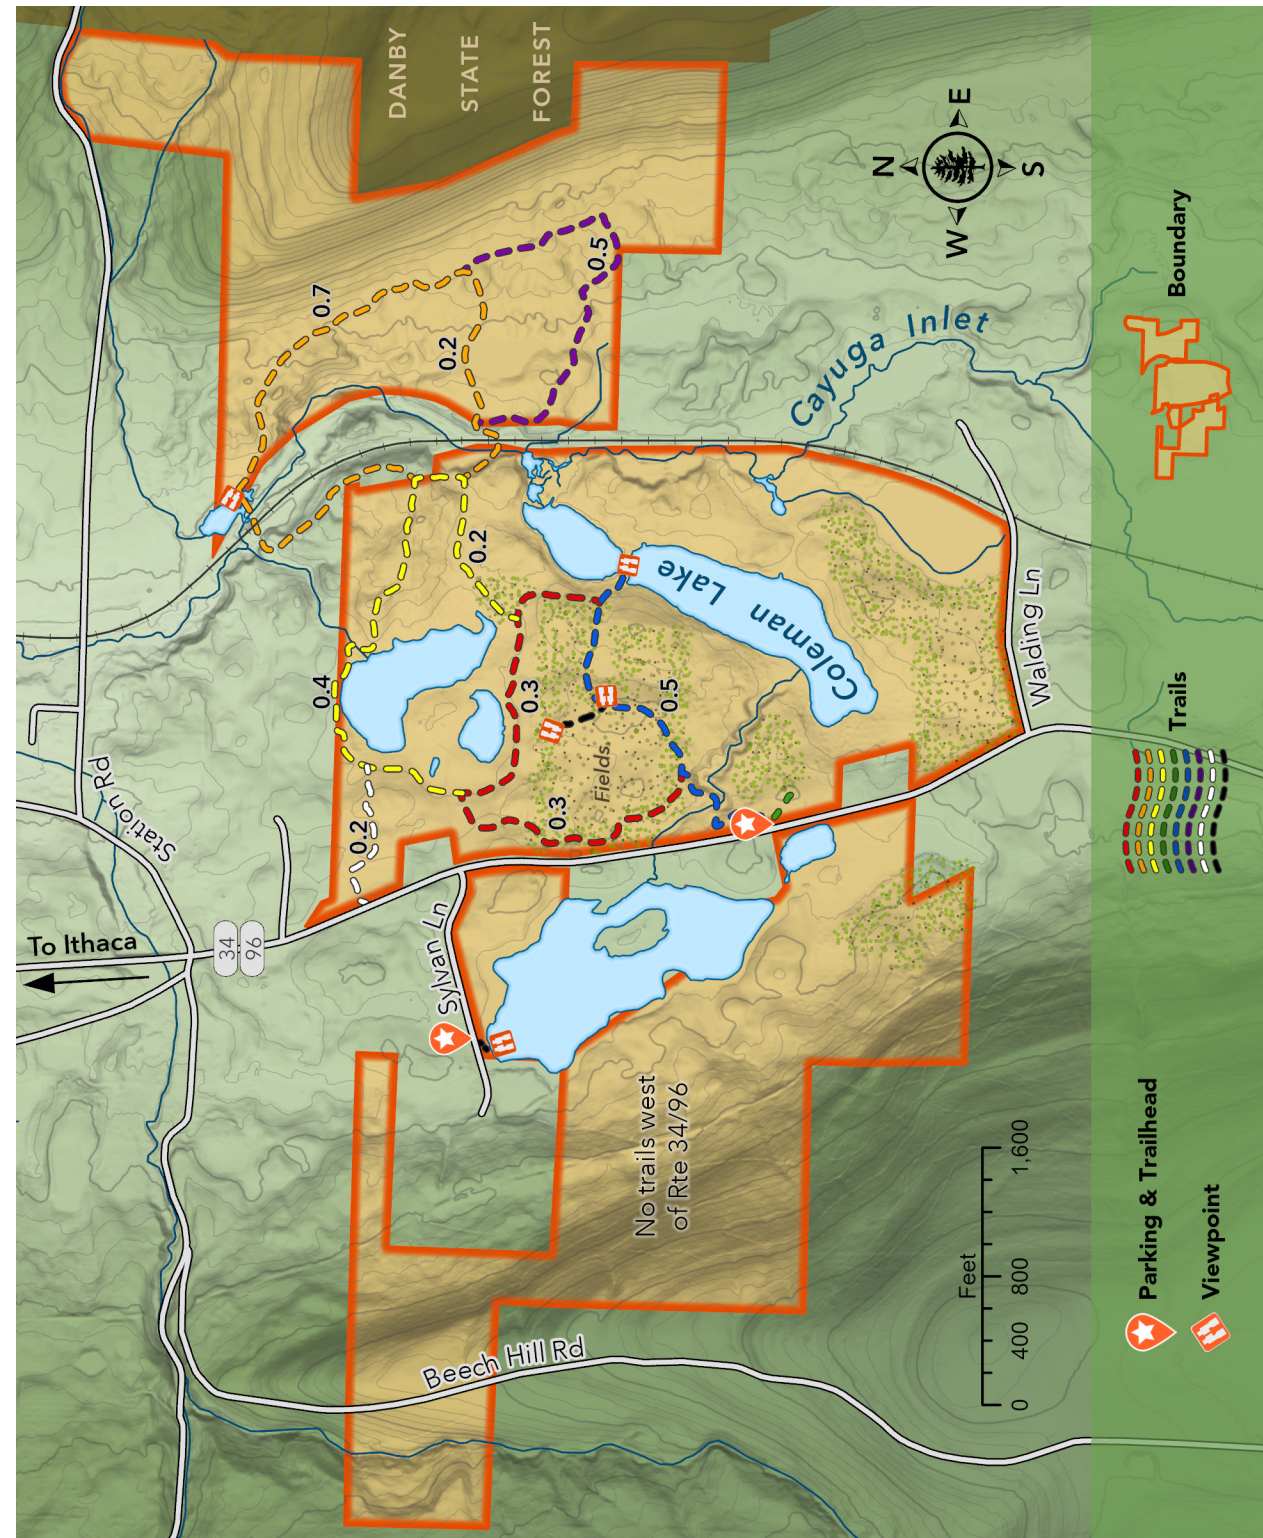 DANBY
STATE
FOREST
N
W
E
S
0.7
0.2
0.5
Cayuga Inlet
0.2
Coleman Lake
Walding Ln
0.4
0.3
0.5
Fields
0.3
0.2
Station Rd
To Ithaca
34
96
Sylvan Ln
No trails west
of Rte 34/96
Beech Hill Rd
Feet
0 400 800 1,600
Parking & Trailhead
Viewpoint
Trails
Boundary